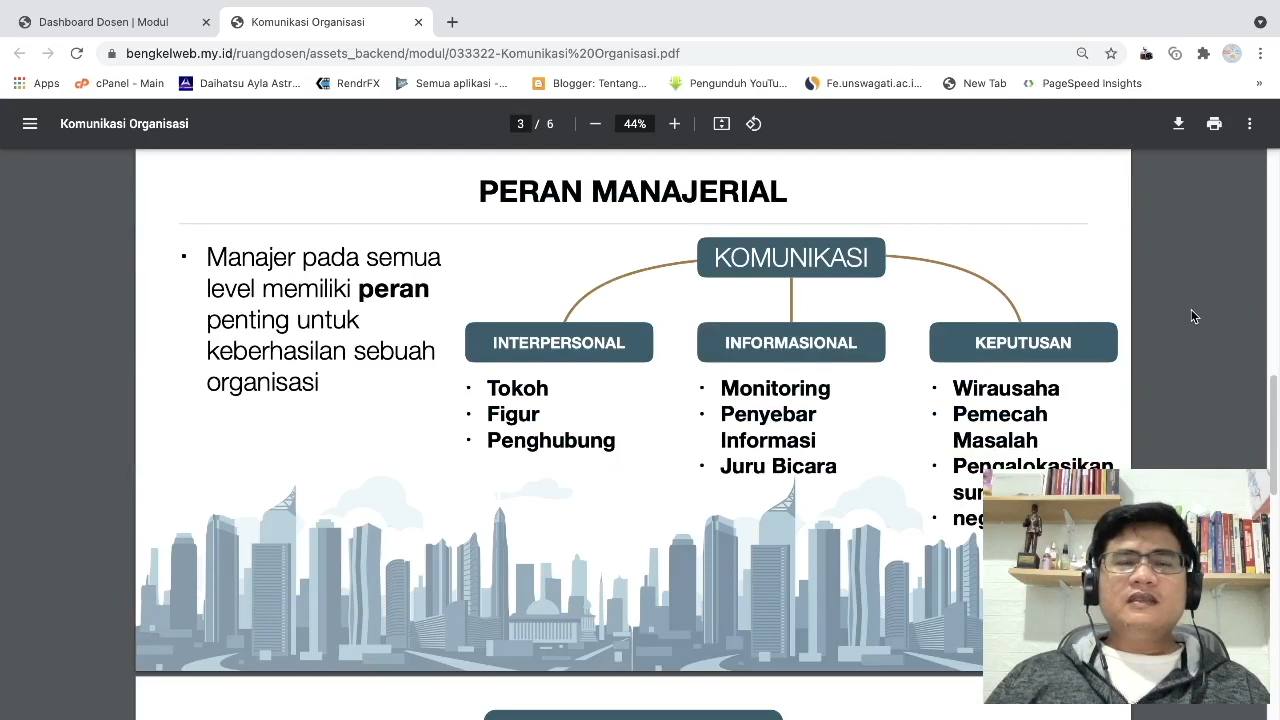 Dashboard Dosen | Modul
Komunikasi Organisasi
bengkelweb.my.id/ruangdosen/assets_backend/modul/033322-Komunikasi%20Organisasi.pdf
Apps
cPanel - Main
Daihatsu Ayla Astr...
RendrFX
Semua aplikasi -...
Blogger: Tentang...
Pengunduh YouTu...
Fe.unswagati.ac.i...
New Tab
PageSpeed Insights
»
Komunikasi Organisasi
3 / 6
44%
PERAN MANAJERIAL
· Manajer pada semua
level memiliki peran
penting untuk
keberhasilan sebuah
organisasi
KOMUNIKASI
INTERPERSONAL
· Tokoh
· Figur
· Penghubung
INFORMASIONAL
· Monitoring
· Penyebar
Informasi
· Juru Bicara
KEPUTUSAN
· Wirausaha
· Pemecah
Masalah
· Pengalokasikan